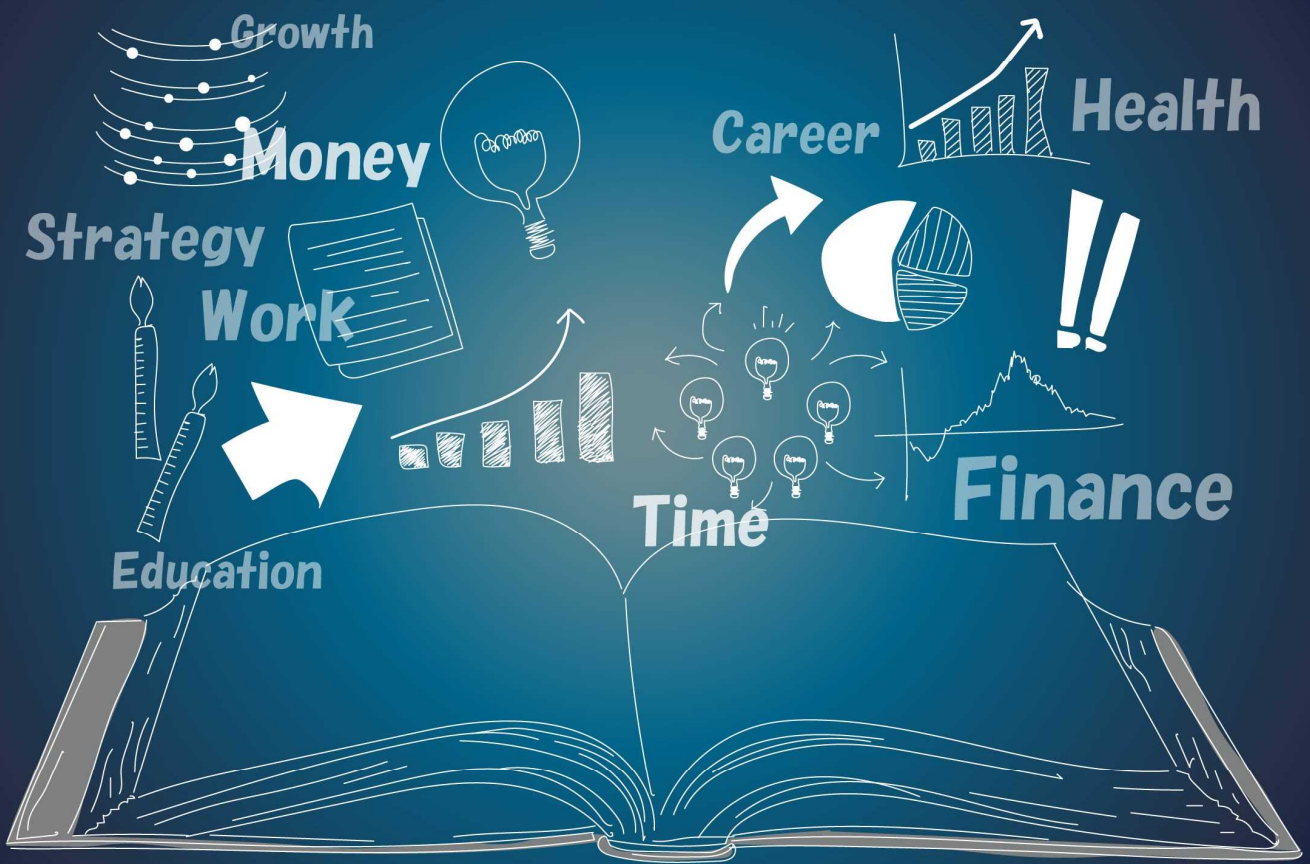 Growth
Money
Strategy
Work
Education
Career
Health
Time
Finance